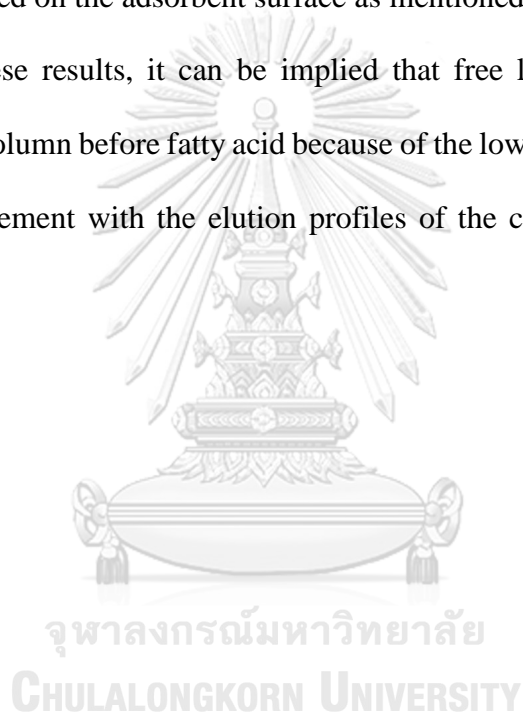 ed on the adsorbent surface as mentioned
ese results, it can be implied that free l
olumn before fatty acid because of the low
ement with the elution profiles of the c
จุฬาลงกรณ์มหาวิทยาลัย
CHULALONGKORN UNIVERSITY